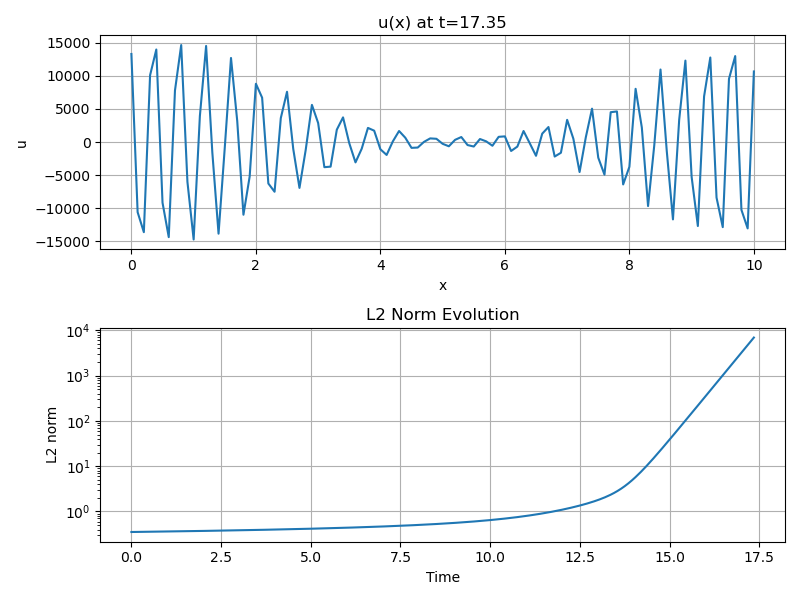 u(x) at t=17.35
15000
10000
5000
0
−5000
−10000
−15000
u
0 2 4 6 8 10
x
L2 Norm Evolution
10⁴
10³
10²
10¹
10⁰
L2 norm
0.0 2.5 5.0 7.5 10.0 12.5 15.0 17.5
Time